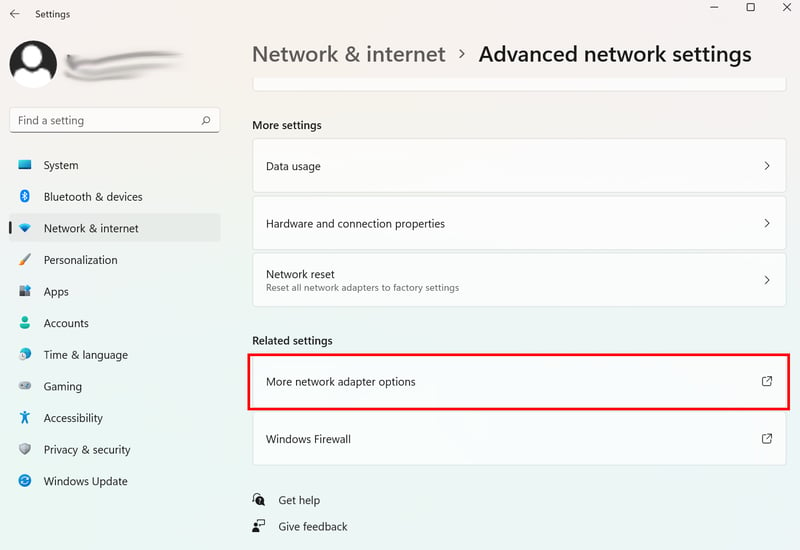 Settings
Network & internet > Advanced network settings
Find a setting
System
Bluetooth & devices
Network & internet
Personalization
Apps
Accounts
Time & language
Gaming
Accessibility
Privacy & security
Windows Update
More settings
Data usage
Hardware and connection properties
Network reset
Reset all network adapters to factory settings
Related settings
More network adapter options
Windows Firewall
Get help
Give feedback